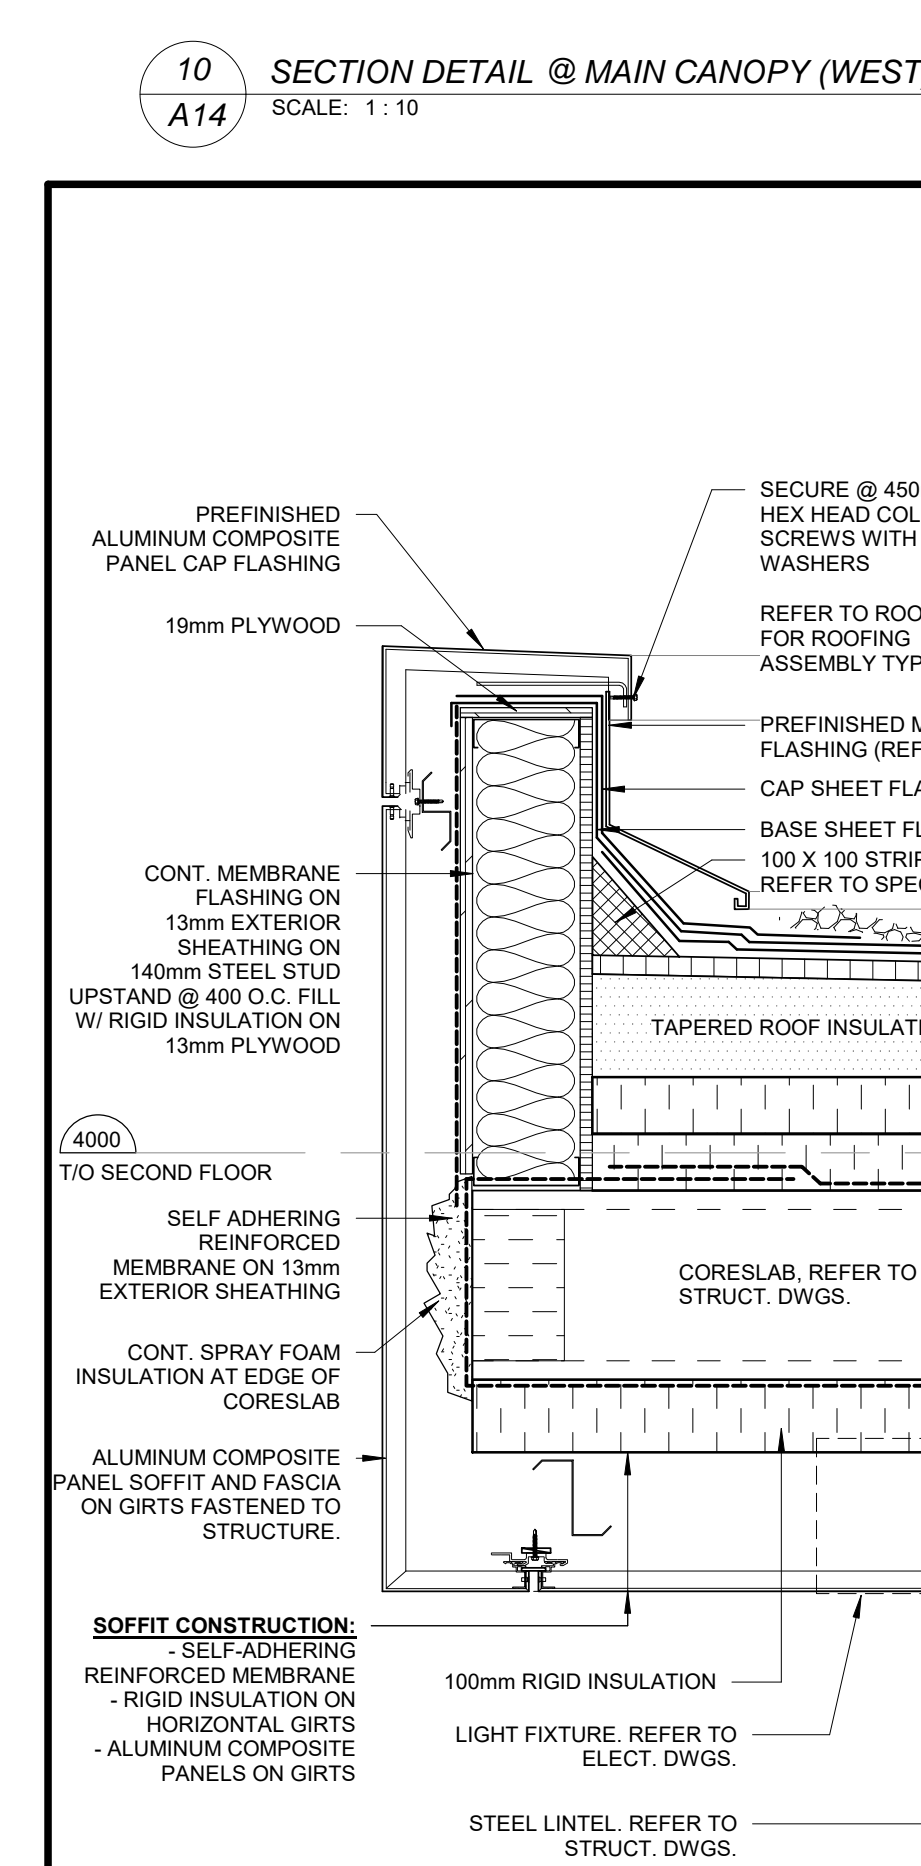 10
A14
SECTION DETAIL @ MAIN CANOPY (WEST
SCALE: 1 : 10
PREFINISHED
ALUMINUM COMPOSITE
PANEL CAP FLASHING
19mm PLYWOOD
CONT. MEMBRANE
FLASHING ON
13mm EXTERIOR
SHEATHING ON
140mm STEEL STUD
UPSTAND @ 400 O.C. FILL
W/ RIGID INSULATION ON
13mm PLYWOOD
4000
T/O SECOND FLOOR
SELF ADHERING
REINFORCED
MEMBRANE ON 13mm
EXTERIOR SHEATHING
CONT. SPRAY FOAM
INSULATION AT EDGE OF
CORESLAB
ALUMINUM COMPOSITE
PANEL SOFFIT AND FASCIA
ON GIRTS FASTENED TO
STRUCTURE.
SOFFIT CONSTRUCTION:
- SELF-ADHERING
REINFORCED MEMBRANE
- RIGID INSULATION ON
HORIZONTAL GIRTS
- ALUMINUM COMPOSITE
PANELS ON GIRTS
SECURE @ 450
HEX HEAD COL
SCREWS WITH
WASHERS
REFER TO ROO
FOR ROOFING
ASSEMBLY TYP
PREFINISHED M
FLASHING (REF
CAP SHEET FLA
BASE SHEET FL
100 X 100 STRIP
REFER TO SPEC
TAPERED ROOF INSULATI
CORESLAB, REFER TO
STRUCT. DWGS.
100mm RIGID INSULATION
LIGHT FIXTURE. REFER TO
ELECT. DWGS.
STEEL LINTEL. REFER TO
STRUCT. DWGS.